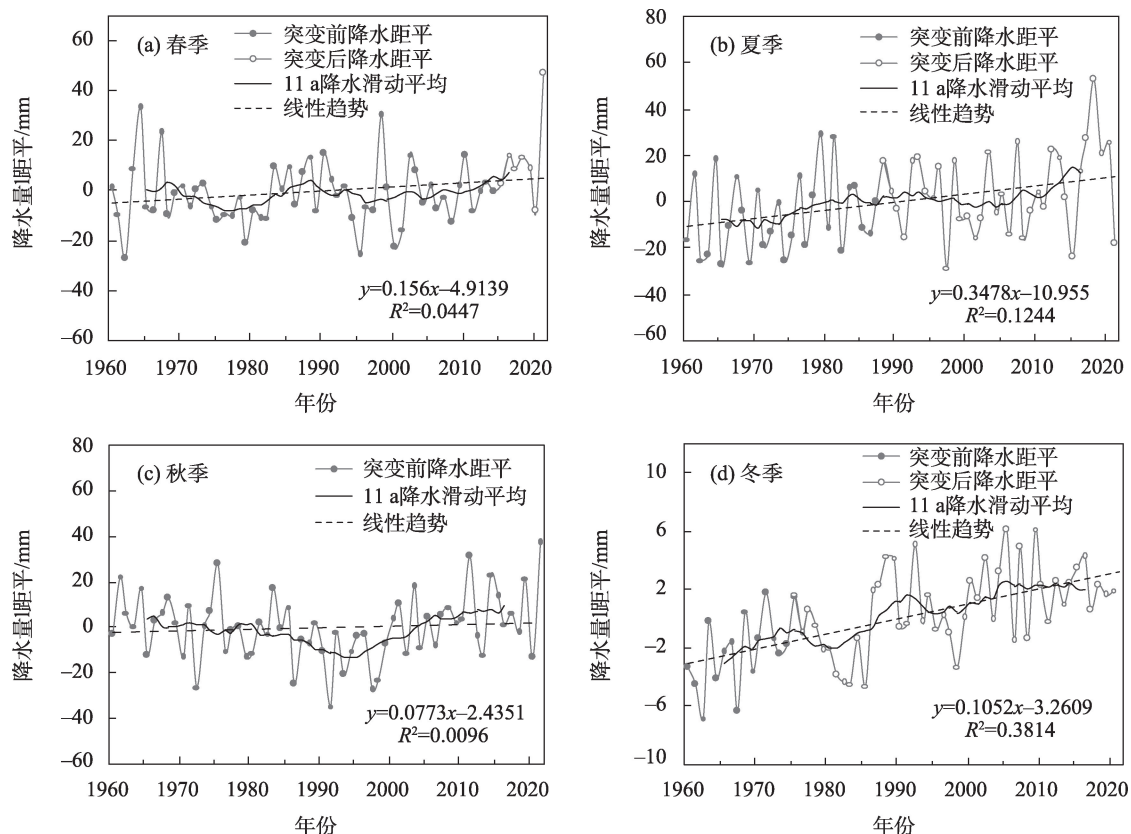 (a) 春季
突变前降水距平
突变后降水距平
11 a降水滑动平均
线性趋势
60
40
20
0
–20
–40
–60
降水量距平/mm
y=0.156x–4.9139
R²=0.0447
1960 1970 1980 1990 2000 2010 2020
年份
(b) 夏季
突变前降水距平
突变后降水距平
11 a降水滑动平均
线性趋势
80
60
40
20
0
–20
–40
–60
降水量距平/mm
y=0.3478x–10.955
R²=0.1244
1960 1970 1980 1990 2000 2010 2020
年份
(c) 秋季
突变前降水距平
11 a降水滑动平均
线性趋势
80
60
40
20
0
–20
–40
–60
降水量距平/mm
y=0.0773x–2.4351
R²=0.0096
1960 1970 1980 1990 2000 2010 2020
年份
(d) 冬季
突变前降水距平
突变后降水距平
11 a降水滑动平均
线性趋势
10
6
2
–2
–6
–10
降水量距平/mm
y=0.1052x–3.2609
R²=0.3814
1960 1970 1980 1990 2000 2010 2020
年份